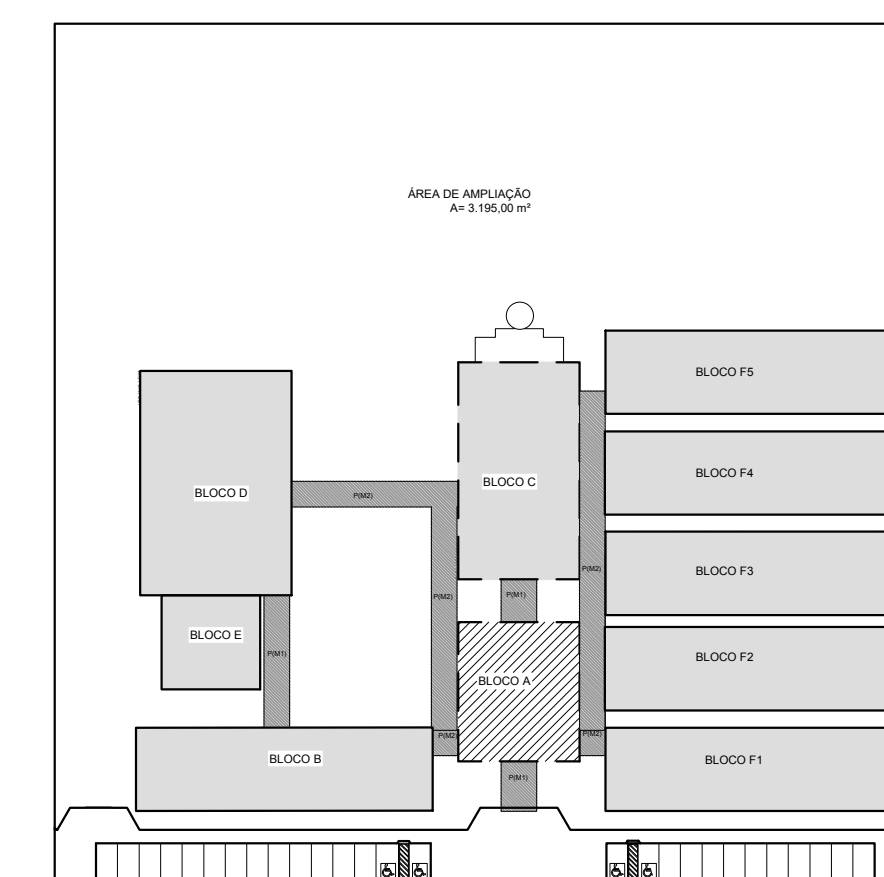 ÁREA DE AMPLIAÇÃO
A= 3.195,00 m²
BLOCO F5
BLOCO F4
BLOCO C
BLOCO D
P(M2)
P(M2)
BLOCO F3
P(M1)
P(M2)
BLOCO E
P(M1)
BLOCO F2
BLOCO A
P(M2)
P(M2)
BLOCO B
BLOCO F1
P(M1)